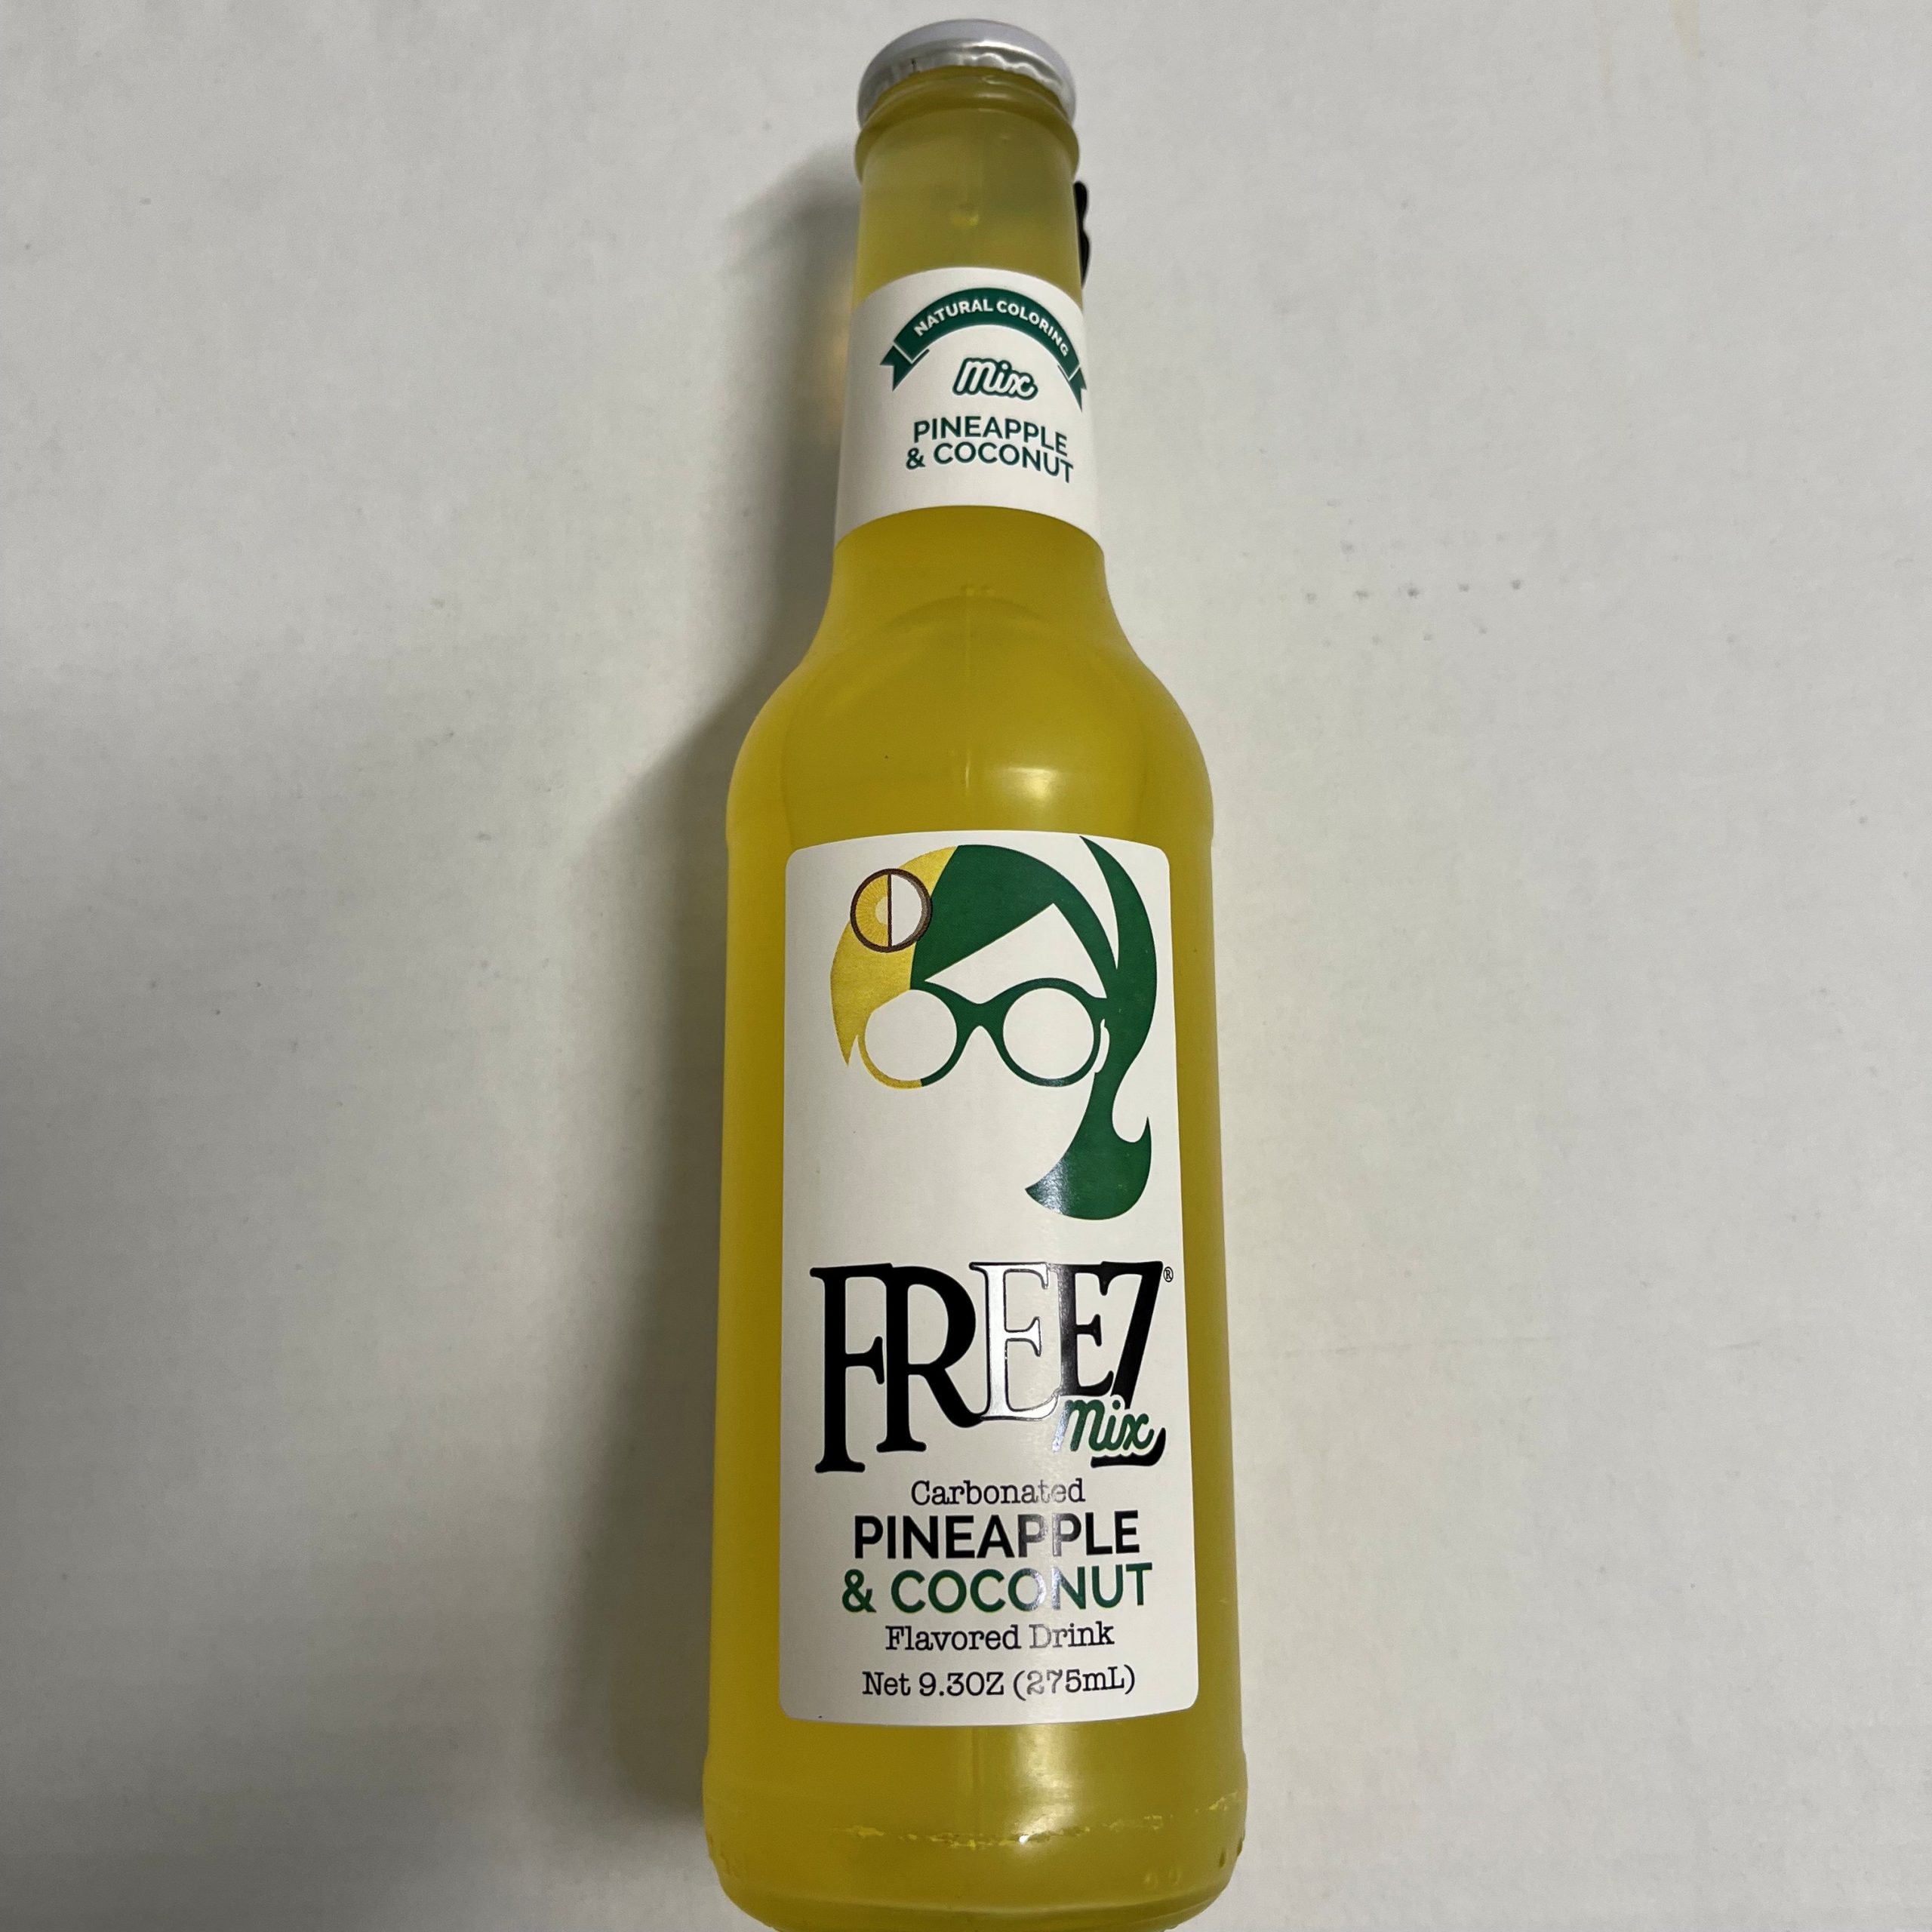 NATURAL COLORING
Mix
PINEAPPLE
& COCONUT
FREEZ®
Mix
Carbonated
PINEAPPLE
& COCONUT
Flavored Drink
Net 9.3OZ (275mL)